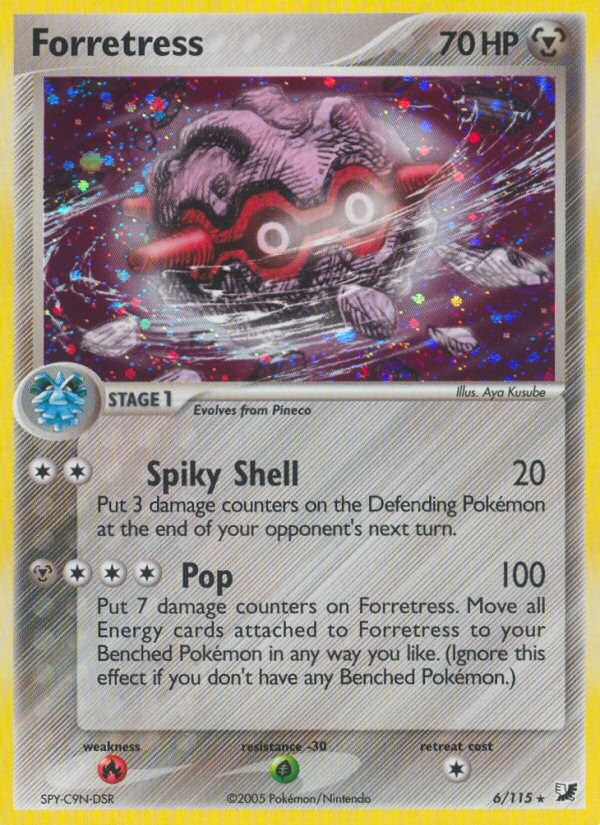 Forretress 70 HP
Illus. Aya Kusube
STAGE 1
Evolves from Pineco
Spiky Shell 20
Put 3 damage counters on the Defending Pokémon
at the end of your opponent's next turn.
Pop 100
Put 7 damage counters on Forretress. Move all
Energy cards attached to Forretress to your
Benched Pokémon in any way you like. (Ignore this
effect if you don't have any Benched Pokémon.)
weakness resistance -30 retreat cost
SPY-C9N-DSR ©2005 Pokémon/Nintendo 6/115 ★